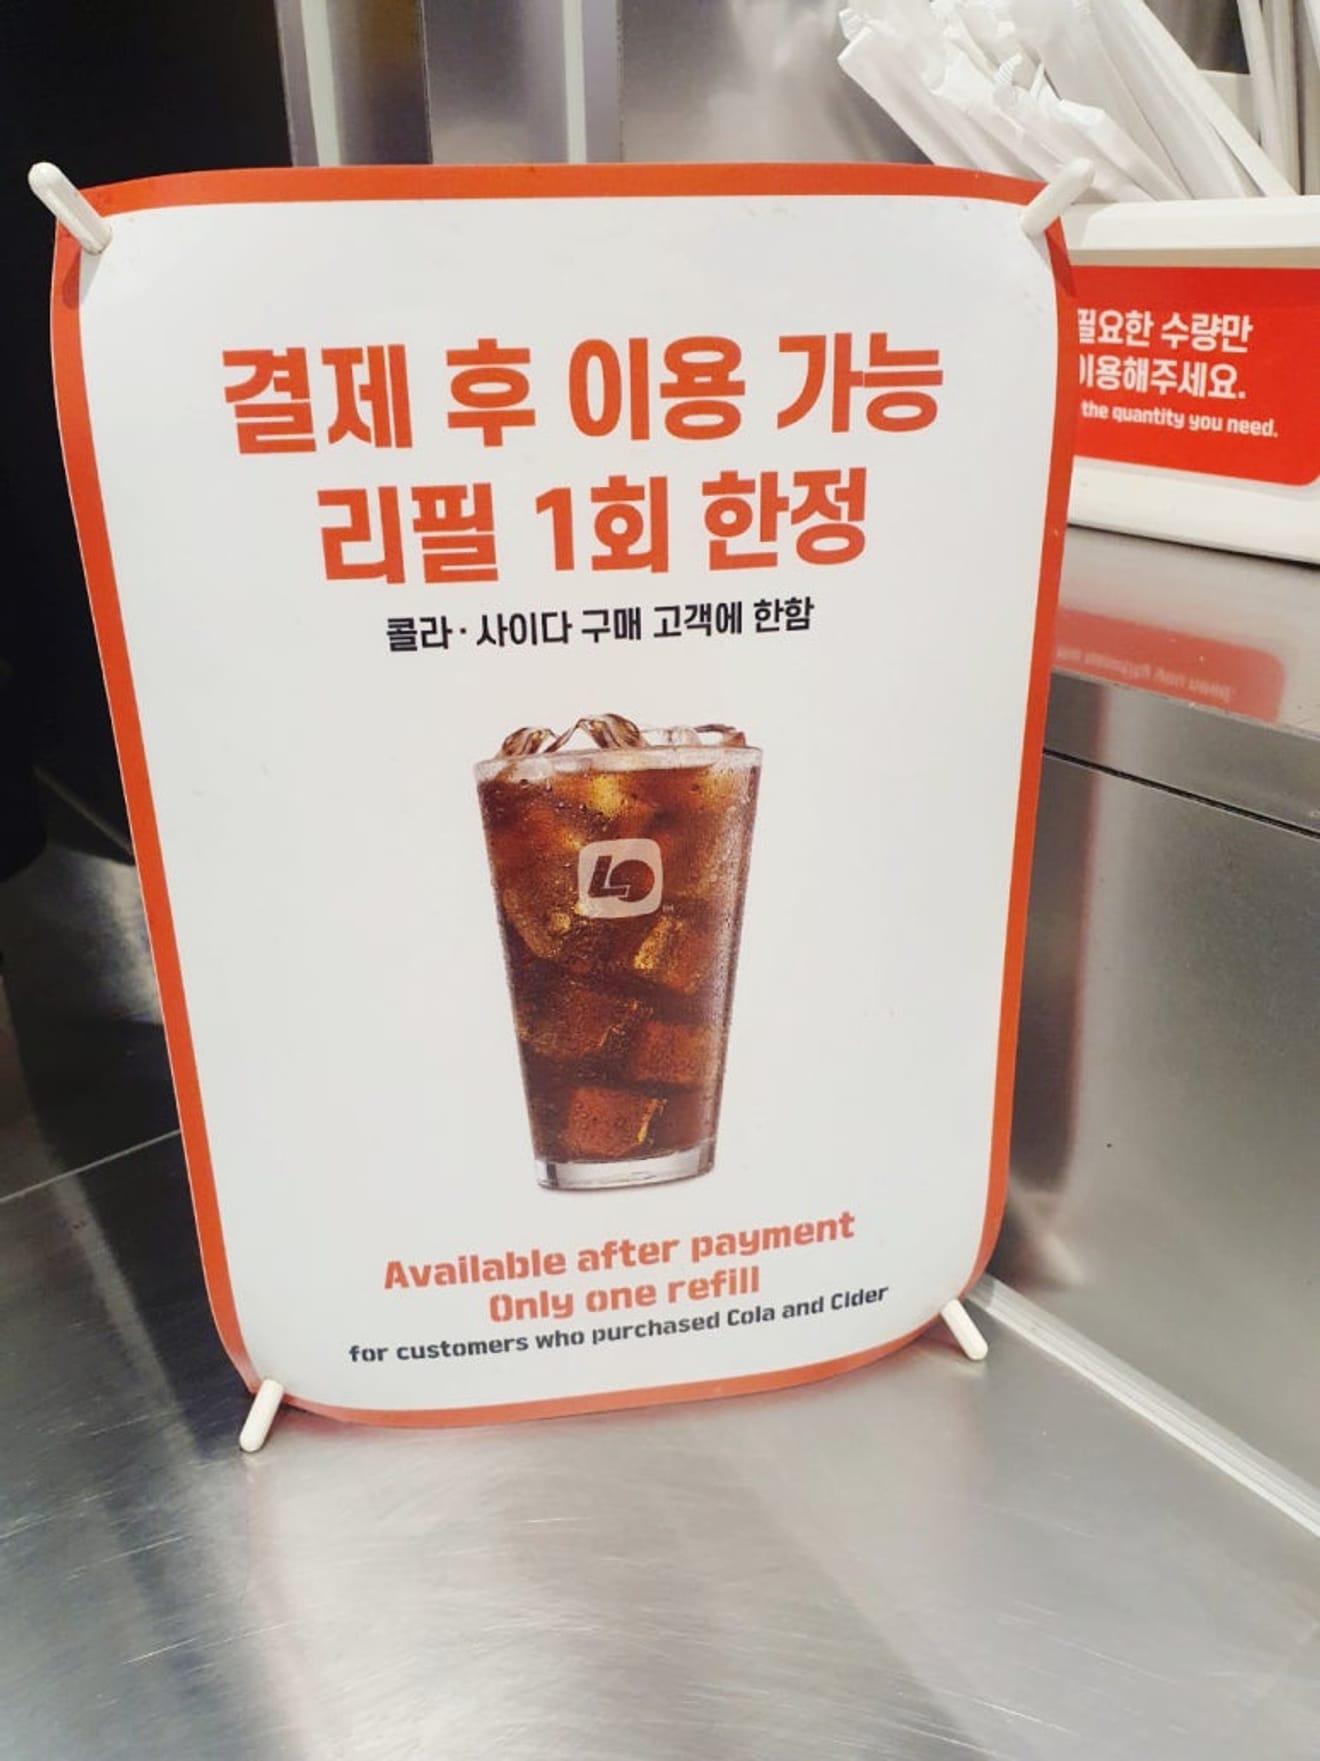 결제 후 이용 가능
리필 1회 한정
콜라·사이다 구매 고객에 한함
LO
Available after payment
Only one refill
for customers who purchased Cola and Cider
필요한 수량만
이용해주세요.
the quantity you need.